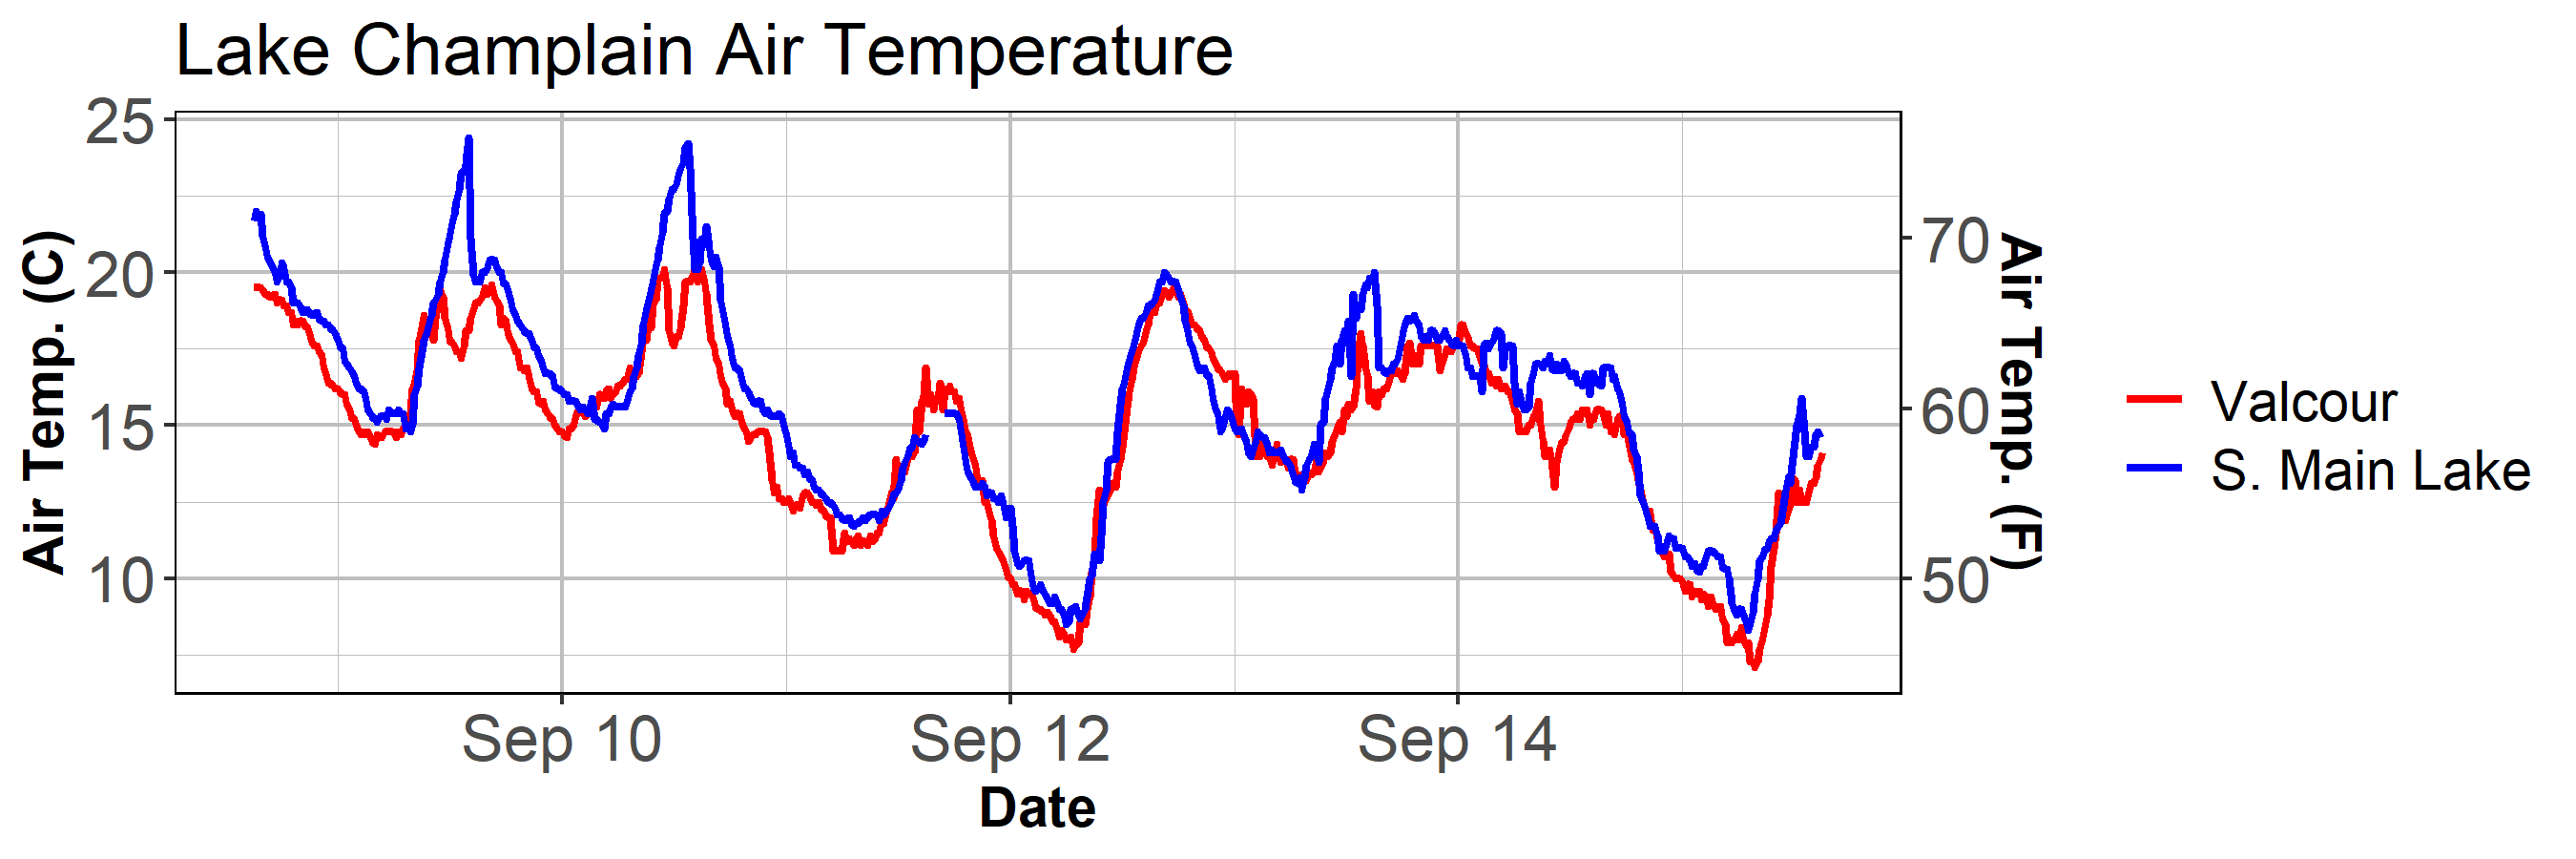 Lake Champlain Air Temperature
Air Temp. (C)
25
20
15
10
70
60
50
Air Temp. (F)
Sep 10
Sep 12
Sep 14
Date
Valcour
S. Main Lake